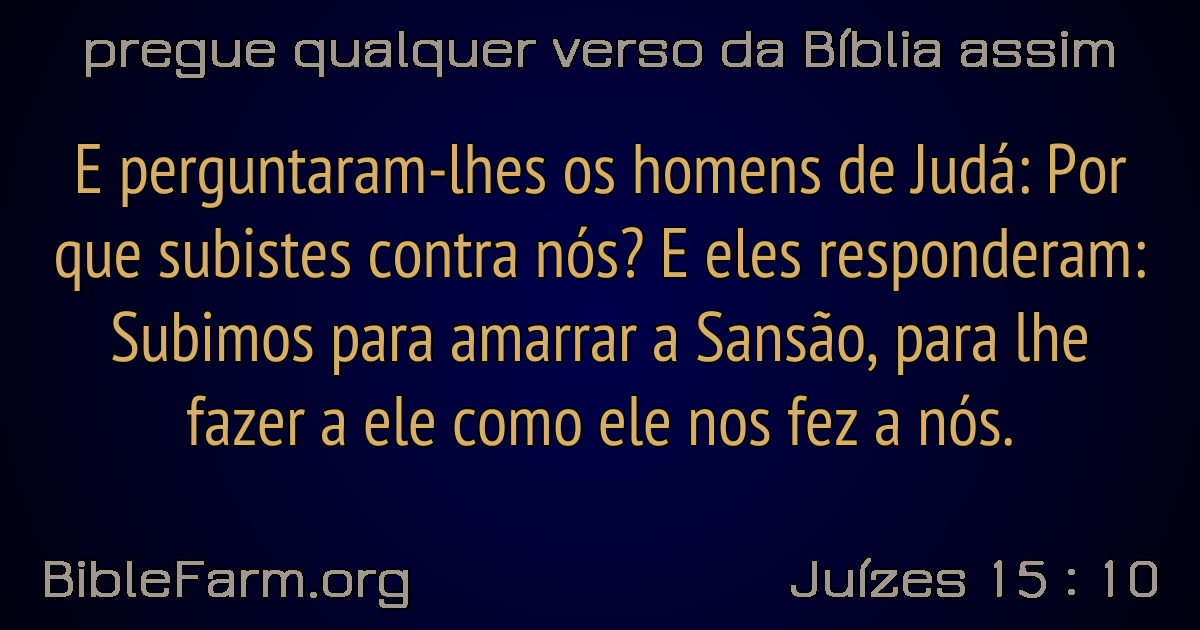 pregue qualquer verso da Bíblia assim
E perguntaram-lhes os homens de Judá: Por
que subistes contra nós? E eles responderam:
Subimos para amarrar a Sansão, para lhe
fazer a ele como ele nos fez a nós.
BibleFarm.org
Juízes 15 : 10